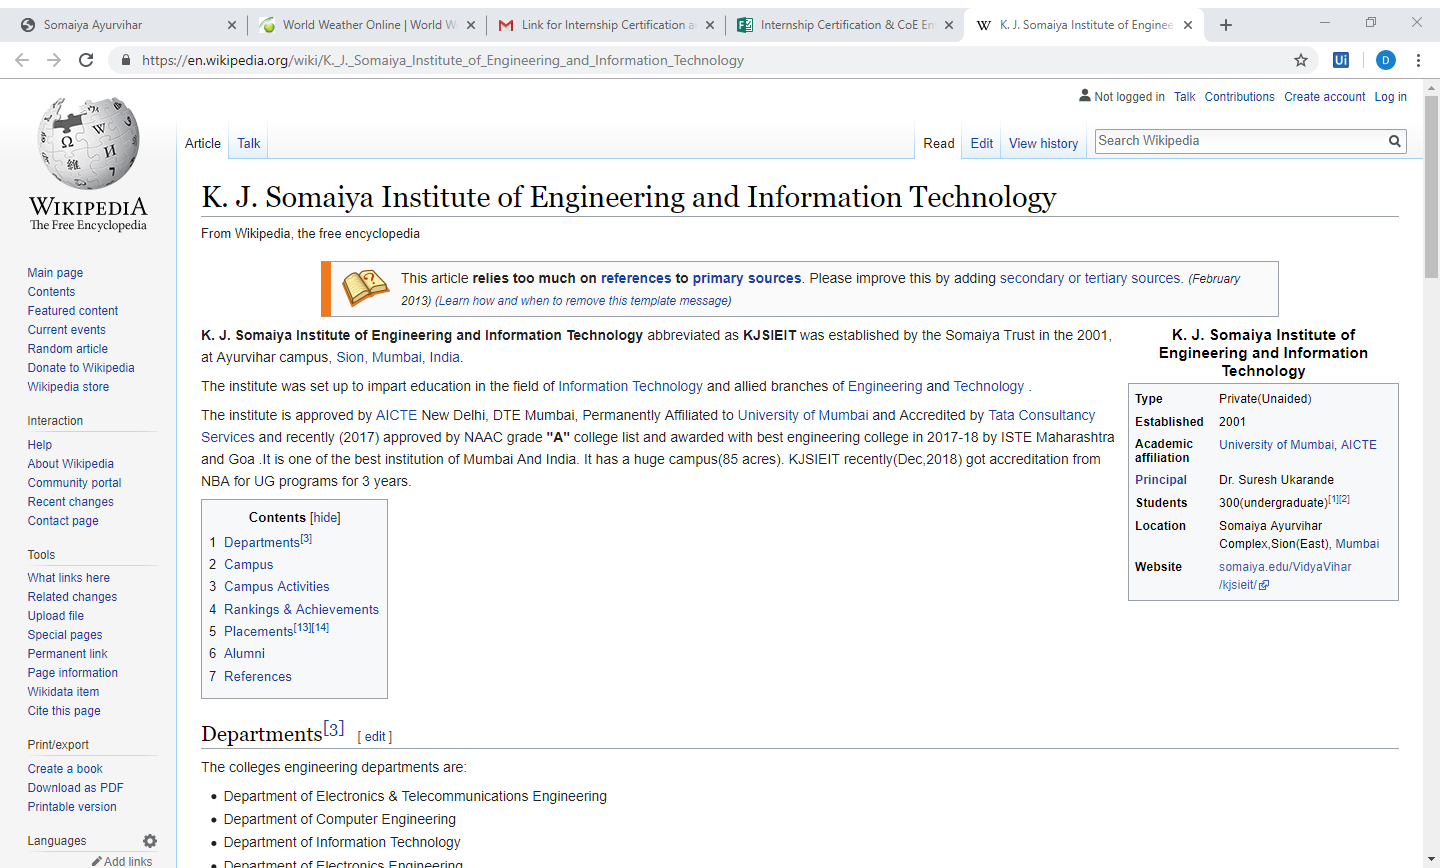 Somaiya Ayurvihar
World Weather Online | World W
Link for Internship Certification a
Internship Certification & CoE En
K. J. Somaiya Institute of Enginee
https://en.wikipedia.org/wiki/K._J._Somaiya_Institute_of_Engineering_and_Information_Technology
Ui
D
Not logged in Talk Contributions Create account Log in
Article Talk Read Edit View history Search Wikipedia
WIKIPEDIA
The Free Encyclopedia
Main page
Contents
Featured content
Current events
Random article
Donate to Wikipedia
Wikipedia store
Interaction
Help
About Wikipedia
Community portal
Recent changes
Contact page
Tools
What links here
Related changes
Upload file
Special pages
Permanent link
Page information
Wikidata item
Cite this page
Print/export
Create a book
Download as PDF
Printable version
Languages
Add links
K. J. Somaiya Institute of Engineering and Information Technology
From Wikipedia, the free encyclopedia
This article relies too much on references to primary sources. Please improve this by adding secondary or tertiary sources. (February
2013) (Learn how and when to remove this template message)
K. J. Somaiya Institute of Engineering and Information Technology abbreviated as KJSIEIT was established by the Somaiya Trust in the 2001,
at Ayurvihar campus, Sion, Mumbai, India.
The institute was set up to impart education in the field of Information Technology and allied branches of Engineering and Technology .
The institute is approved by AICTE New Delhi, DTE Mumbai, Permanently Affiliated to University of Mumbai and Accredited by Tata Consultancy
Services and recently (2017) approved by NAAC grade "A" college list and awarded with best engineering college in 2017-18 by ISTE Maharashtra
and Goa .It is one of the best institution of Mumbai And India. It has a huge campus(85 acres). KJSIEIT recently(Dec,2018) got accreditation from
NBA for UG programs for 3 years.
K. J. Somaiya Institute of
Engineering and Information
Technology
Type Private(Unaided)
Established 2001
Academic
affiliation University of Mumbai, AICTE
Principal Dr. Suresh Ukarande
Students 300(undergraduate)[1][2]
Location Somaiya Ayurvihar
Complex,Sion(East), Mumbai
Website somaiya.edu/VidyaVihar
/kjsieit/
Contents [hide]
1 Departments[3]
2 Campus
3 Campus Activities
4 Rankings & Achievements
5 Placements[13][14]
6 Alumni
7 References
Departments[3] [ edit ]
The colleges engineering departments are:
• Department of Electronics & Telecommunications Engineering
• Department of Computer Engineering
• Department of Information Technology
• Department of Electronics Engineering